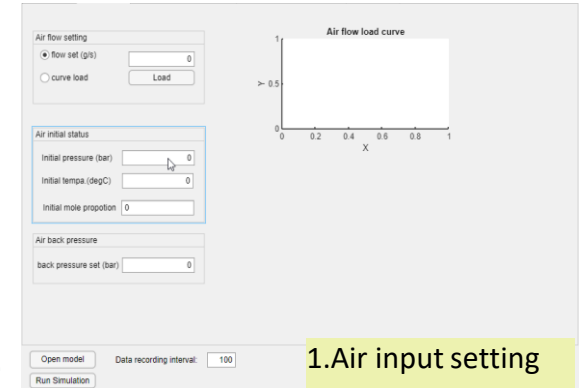 Air flow setting
flow set (g/s) 0
curve load Load
Air initial status
Initial pressure (bar) 0
Initial tempa.(degC) 0
Initial mole propotion 0
Air back pressure
back pressure set (bar) 0
Air flow load curve
1
Y 0.5
0
0 0.2 0.4 0.6 0.8 1
X
Open model Data recording interval: 100
Run Simulation
1.Air input setting